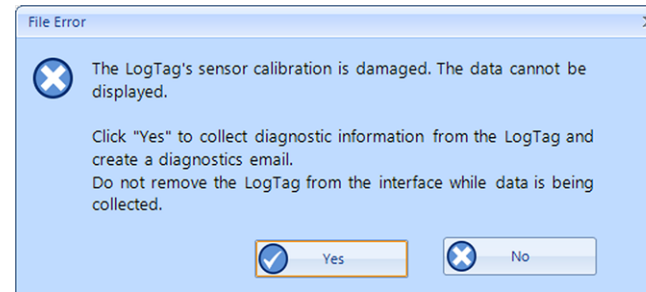 File Error
The LogTag's sensor calibration is damaged. The data cannot be
displayed.
Click "Yes" to collect diagnostic information from the LogTag and
create a diagnostics email.
Do not remove the LogTag from the interface while data is being
collected.
Yes
No